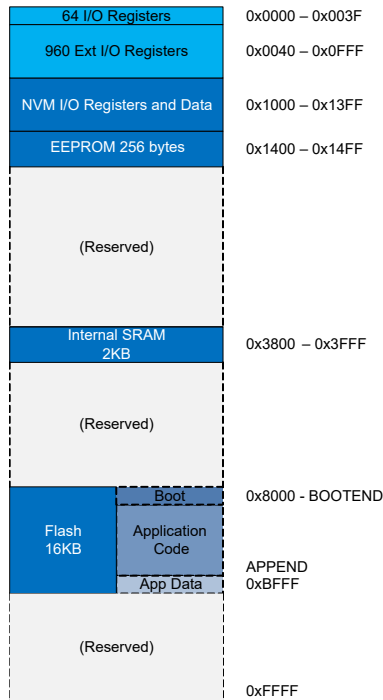 64 I/O Registers 0x0000 – 0x003F
960 Ext I/O Registers 0x0040 – 0x0FFF
NVM I/O Registers and Data 0x1000 – 0x13FF
EEPROM 256 bytes 0x1400 – 0x14FF
(Reserved)
Internal SRAM
2KB
0x3800 – 0x3FFF
(Reserved)
Boot 0x8000 - BOOTEND
Flash
16KB
Application
Code
APPEND
App Data 0xBFFF
(Reserved)
0xFFFF